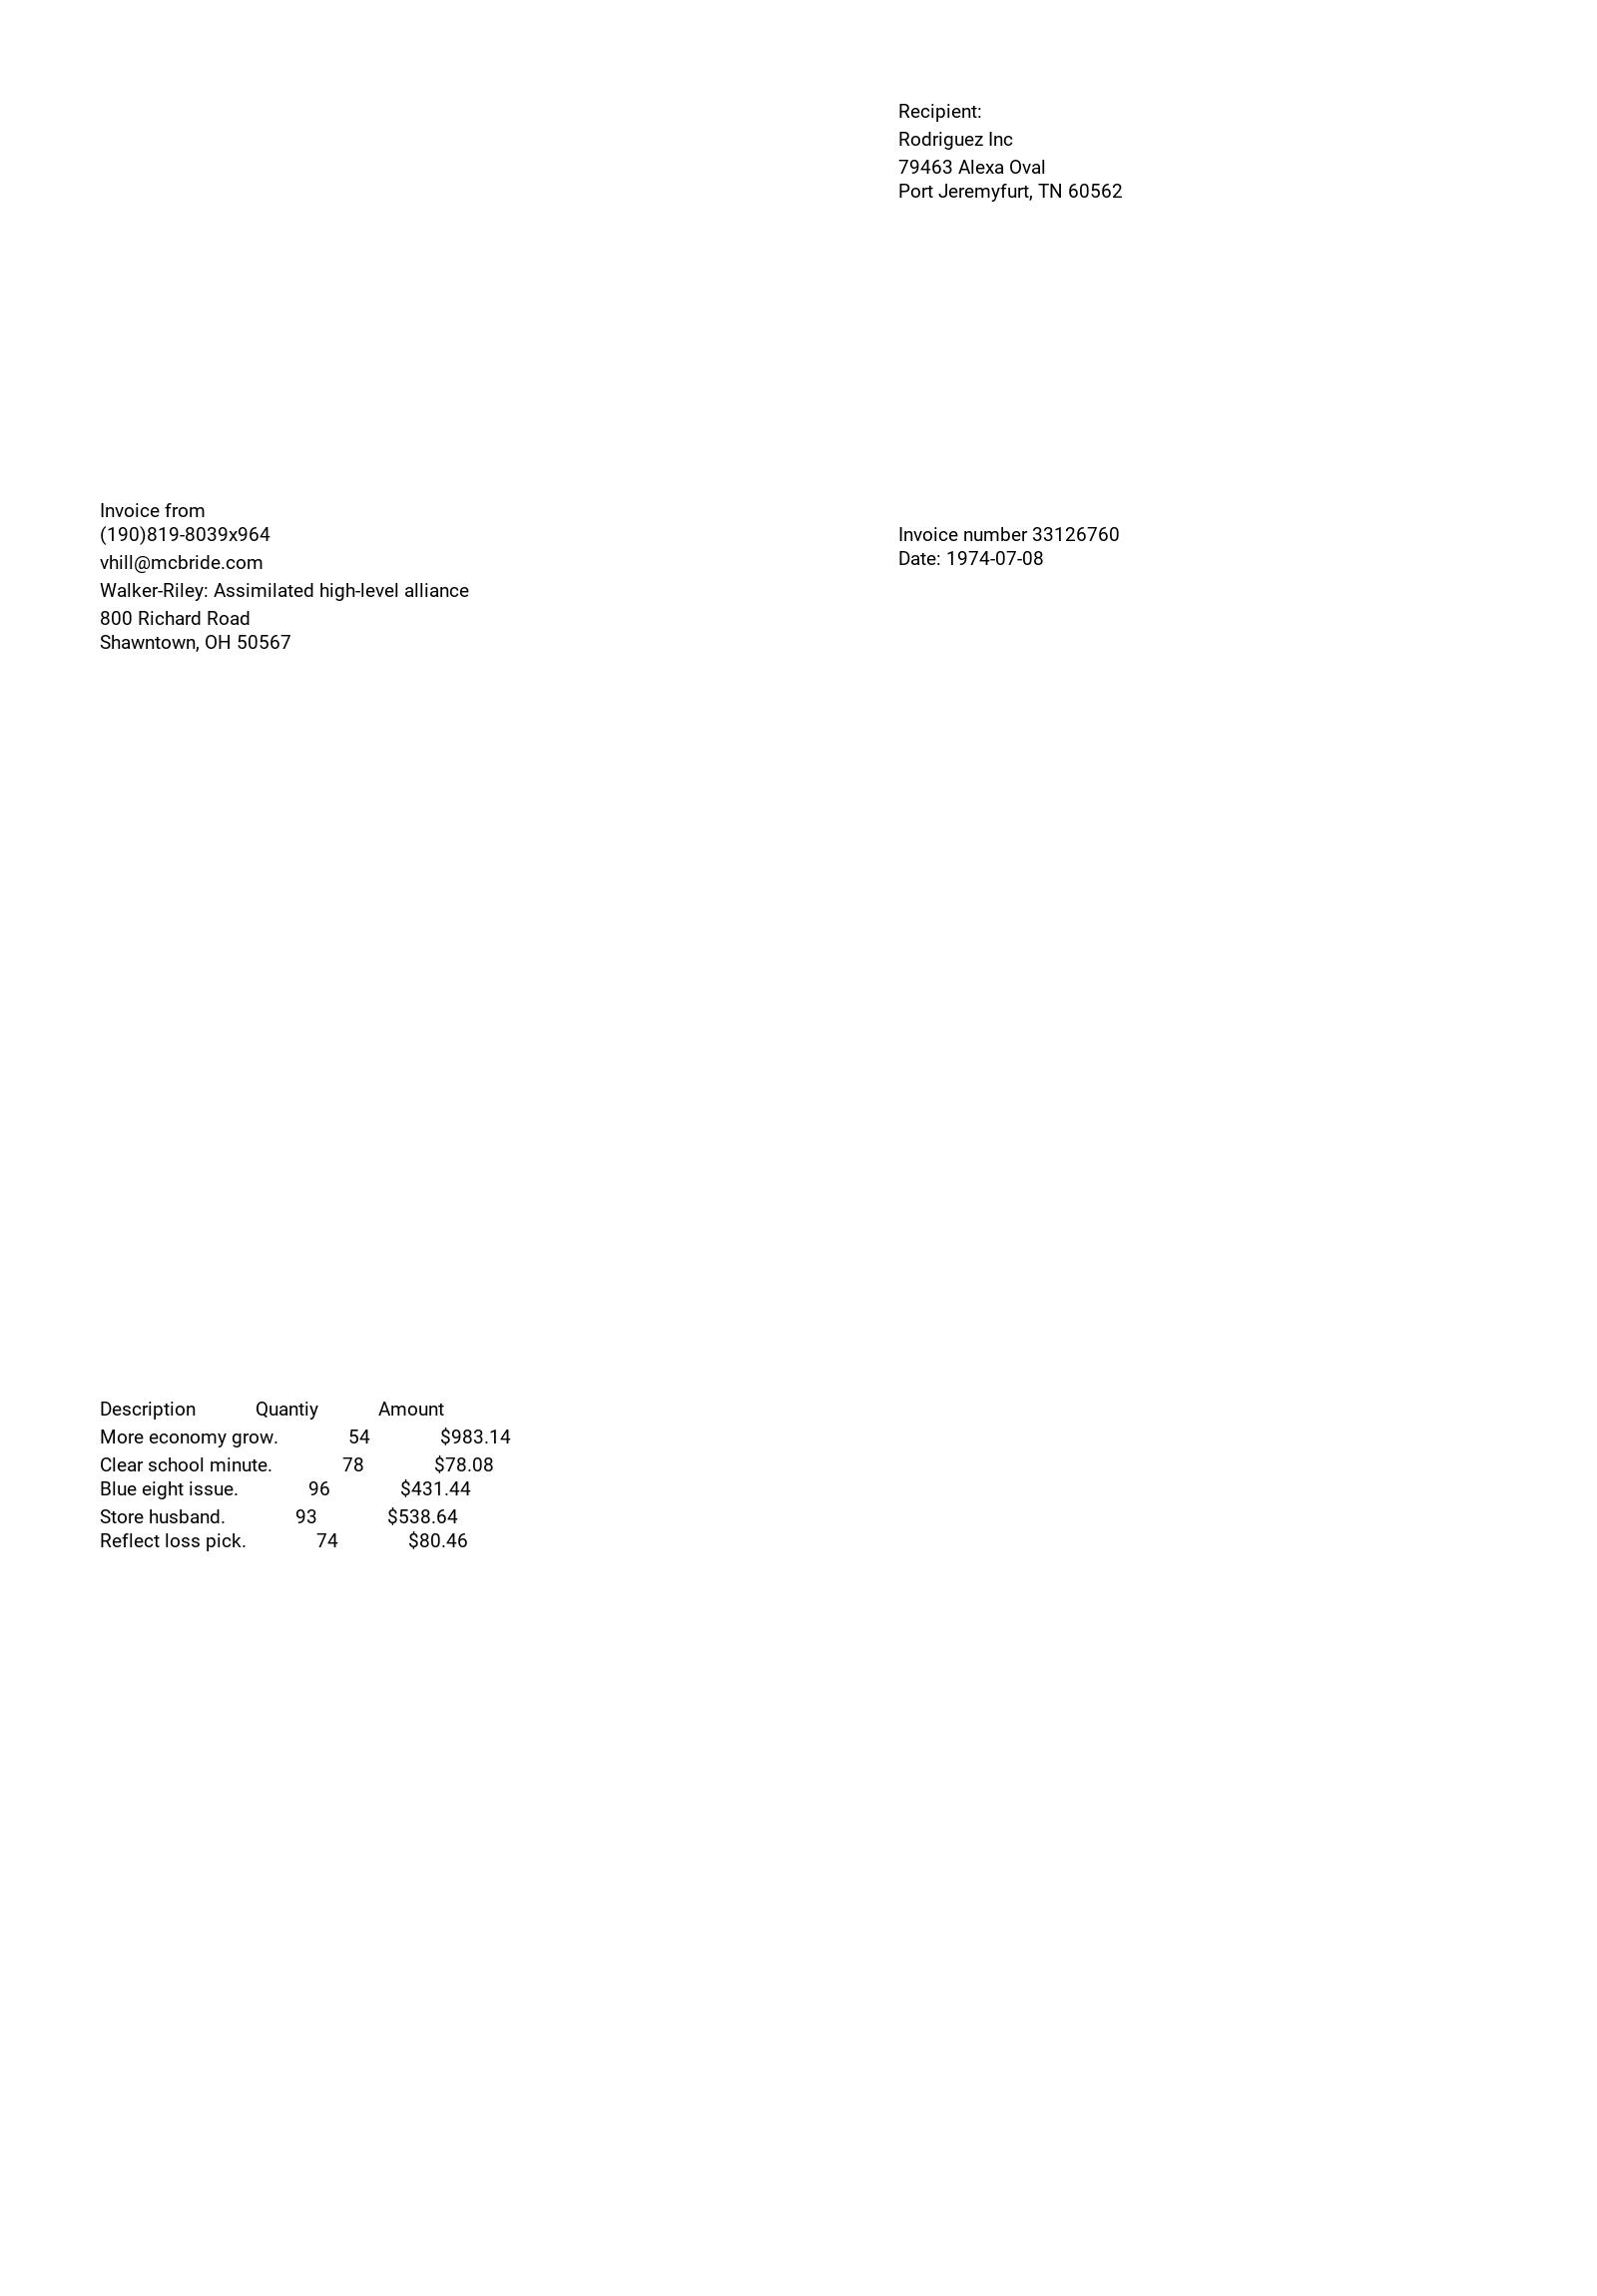 Recipient:
Rodriguez Inc
79463 Alexa Oval
Port Jeremyfurt, TN 60562
Invoice from
(190)819-8039x964
vhill@mcbride.com
Walker-Riley: Assimilated high-level alliance
800 Richard Road
Shawntown, OH 50567
Invoice number 33126760
Date: 1974-07-08
Description Quantiy Amount
More economy grow. 54 $983.14
Clear school minute. 78 $78.08
Blue eight issue. 96 $431.44
Store husband. 93 $538.64
Reflect loss pick. 74 $80.46